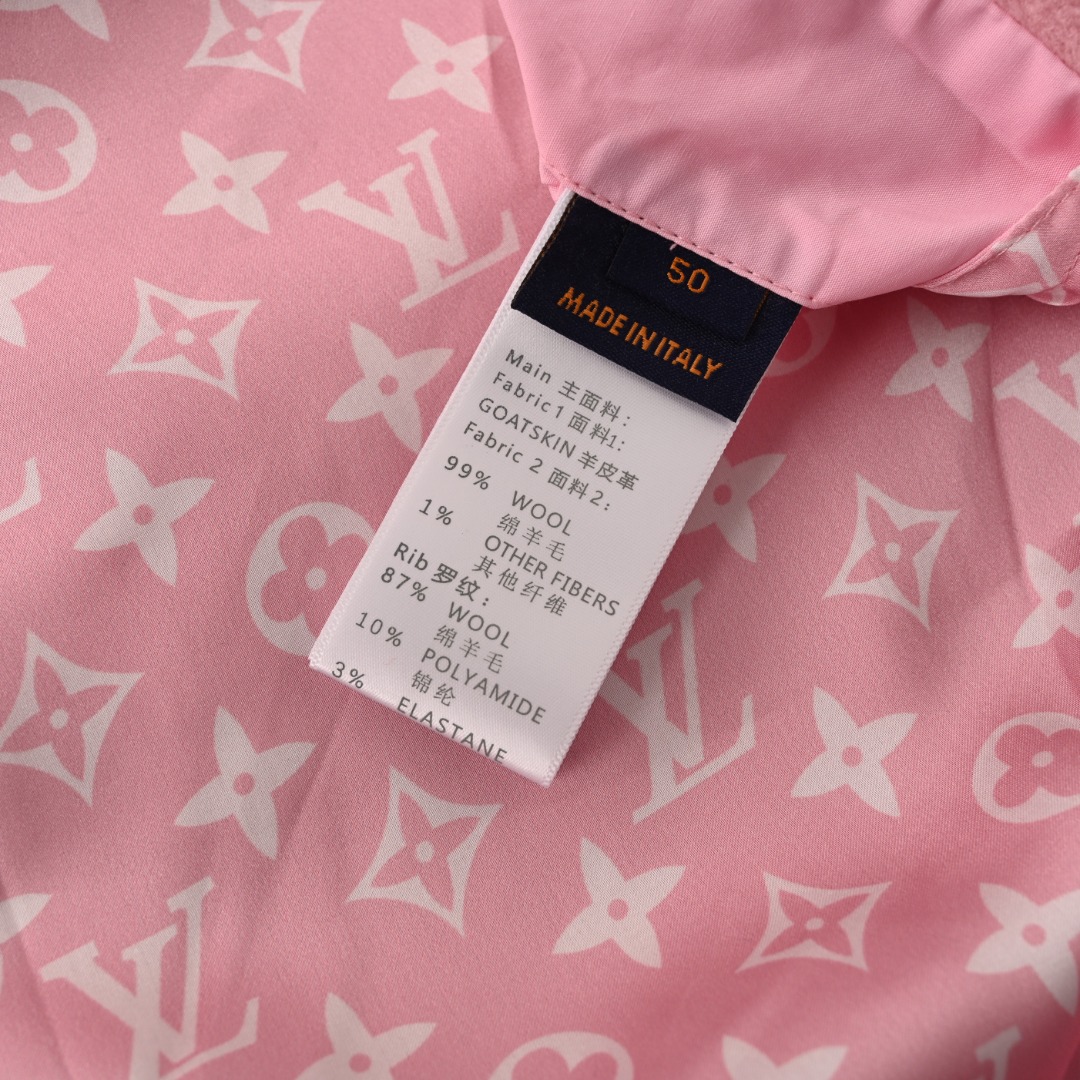 50
MADE IN ITALY
Main 主面料:
Fabric 1 面料1:
GOATSKIN 羊皮革
Fabric 2 面料2:
99% WOOL
绵羊毛
1% OTHER FIBERS
其他纤维
Rib 罗纹:
87% WOOL
绵羊毛
10% POLYAMIDE
锦纶
3% ELASTANE